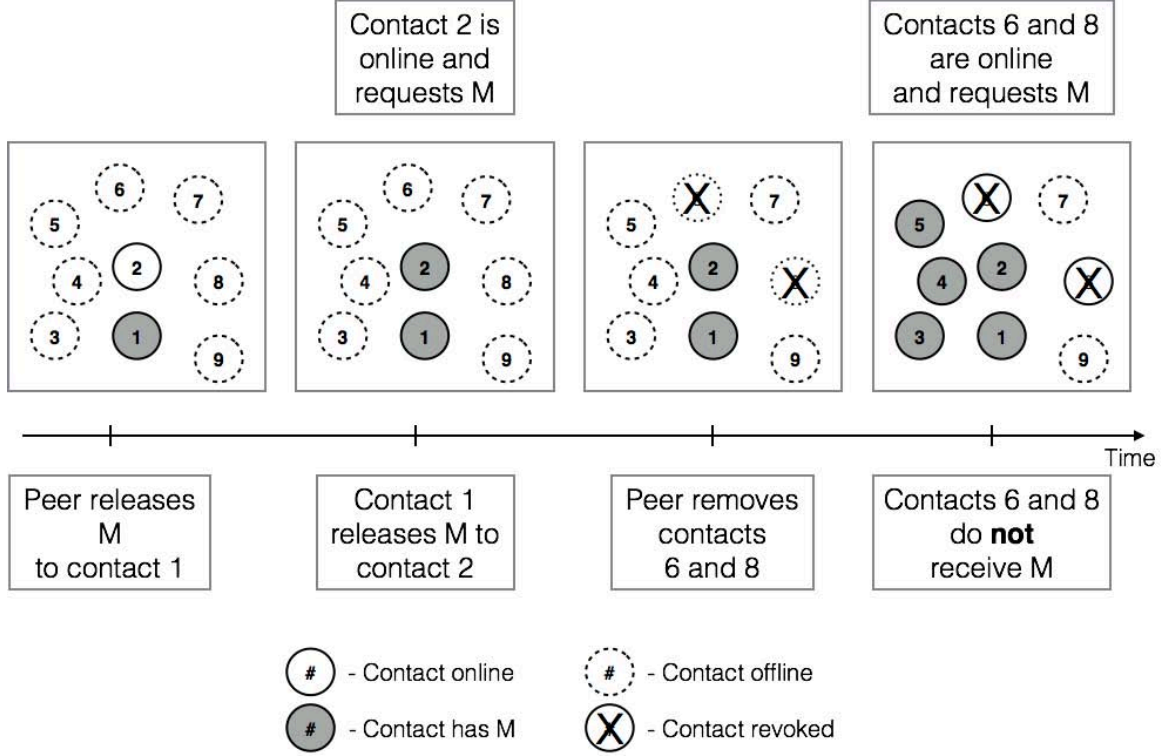 Contact 2 is
online and
requests M
Contacts 6 and 8
are online
and requests M
6
7
5
2
4
8
3
1
9
6
7
5
2
4
8
3
1
9
X
7
5
2
4
X
3
1
9
X
7
5
2
4
X
3
1
9
Time
Peer releases
M
to contact 1
Contact 1
releases M to
contact 2
Peer removes
contacts
6 and 8
Contacts 6 and 8
do not
receive M
# - Contact online
# - Contact offline
# - Contact has M
X - Contact revoked